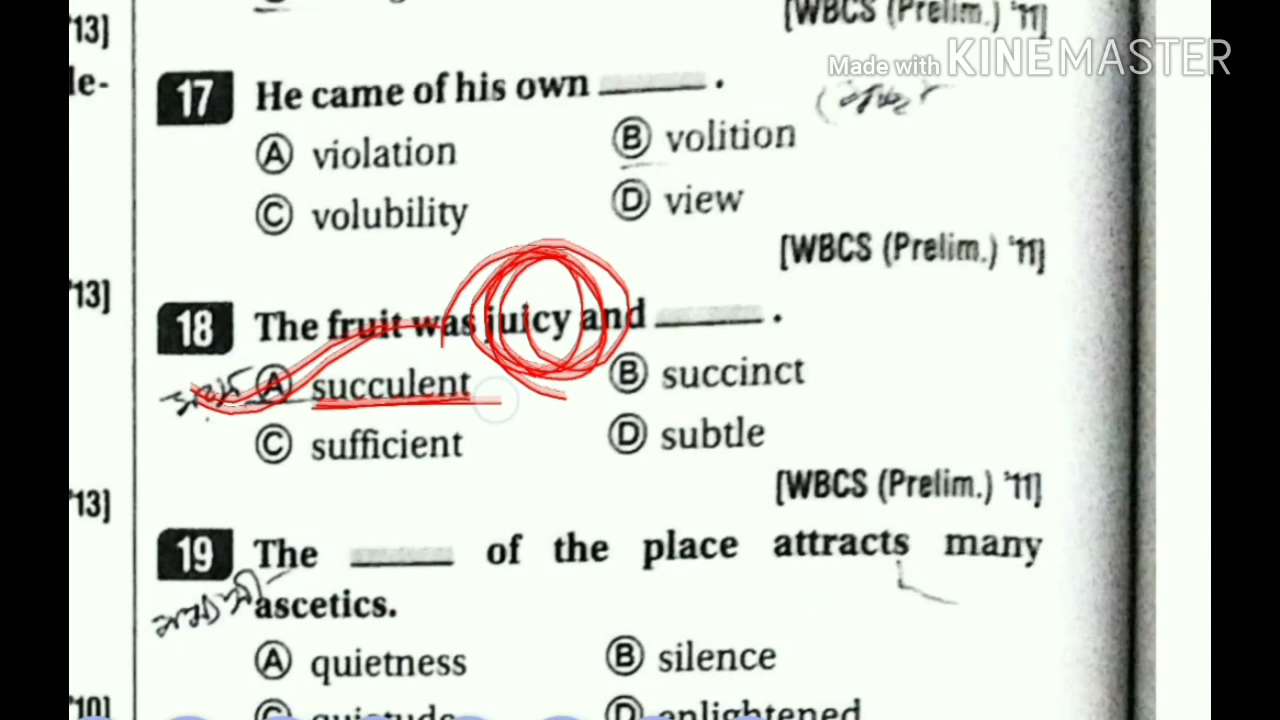 [WBCS (Prelim.) '11]
'13]
Made with KINEMASTER
le-
17 He came of his own ______ .
Ⓐ violation Ⓑ volition
Ⓒ volubility Ⓓ view
[WBCS (Prelim.) '11]
'13]
18 The fruit was juicy and ______ .
Ⓐ succulent Ⓑ succinct
Ⓒ sufficient Ⓓ subtle
[WBCS (Prelim.) '11]
'13]
19 The ______ of the place attracts many
ascetics.
Ⓐ quietness Ⓑ silence
'10] Ⓒ quietude Ⓓ enlightened